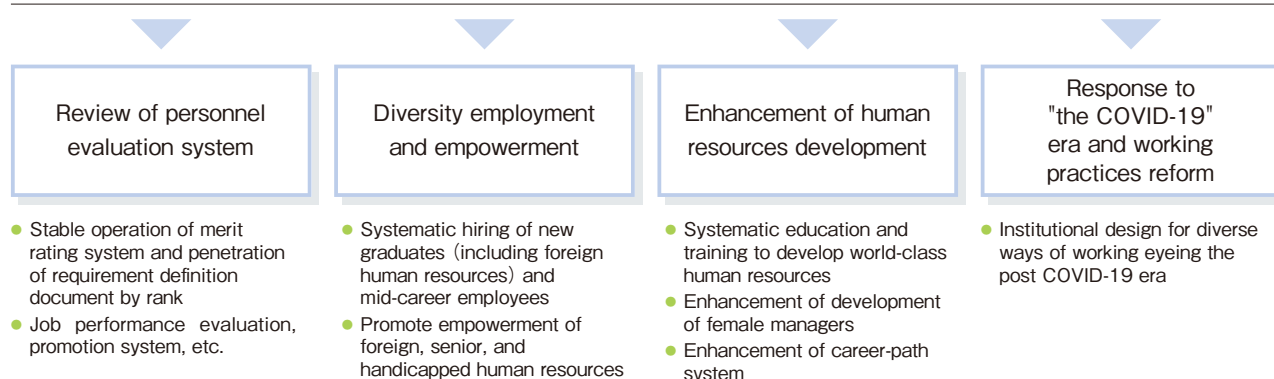 Review of personnel
evaluation system
● Stable operation of merit
rating system and penetration
of requirement definition
document by rank
● Job performance evaluation,
promotion system, etc.
Diversity employment
and empowerment
● Systematic hiring of new
graduates (including foreign
human resources) and
mid-career employees
● Promote empowerment of
foreign, senior, and
handicapped human resources
Enhancement of human
resources development
● Systematic education and
training to develop world-class
human resources
● Enhancement of development
of female managers
● Enhancement of career-path
system
Response to
"the COVID-19"
era and working
practices reform
● Institutional design for diverse
ways of working eyeing the
post COVID-19 era